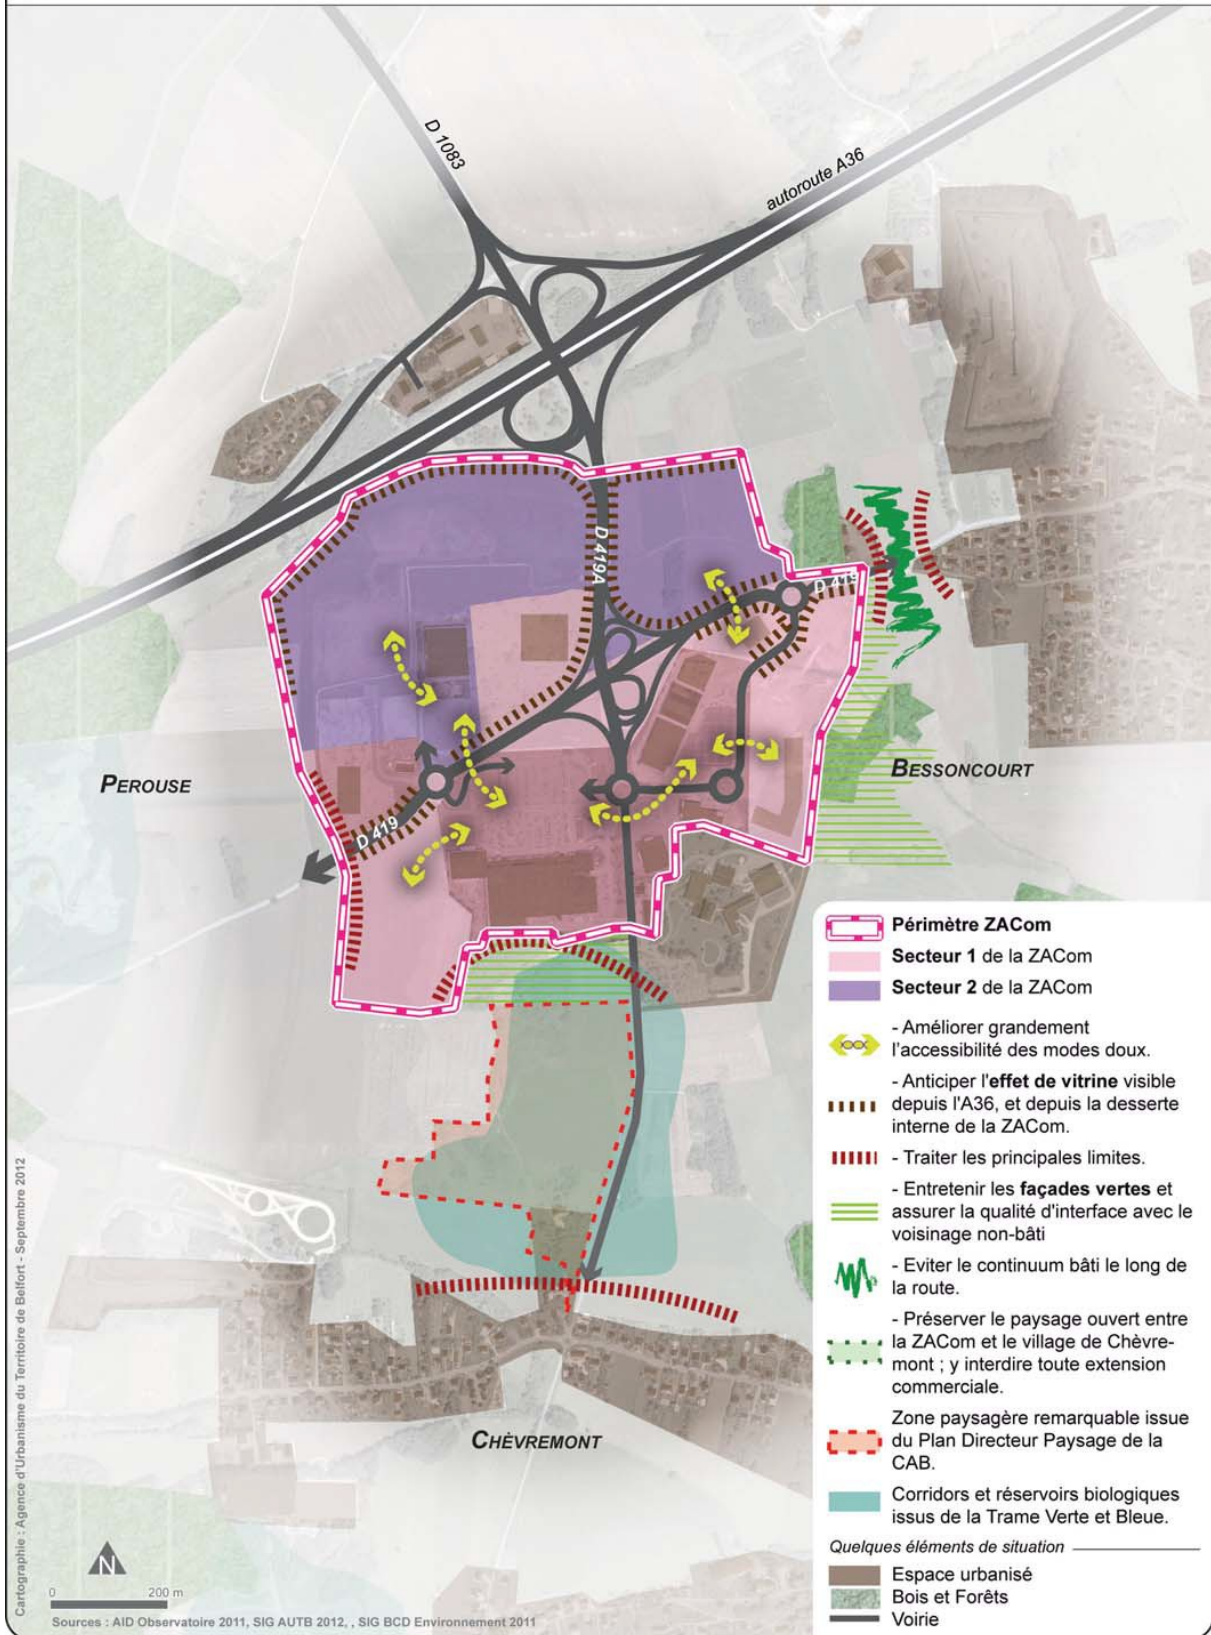 D 1083
autoroute A36
D 419A
D 419
PEROUSE
BESSONCOURT
D 419
CHÈVREMONT
Périmètre ZACom
Secteur 1 de la ZACom
Secteur 2 de la ZACom
- Améliorer grandement
l'accessibilité des modes doux.
- Anticiper l'effet de vitrine visible
depuis l'A36, et depuis la desserte
interne de la ZACom.
- Traiter les principales limites.
- Entretenir les façades vertes et
assurer la qualité d'interface avec le
voisinage non-bâti
- Eviter le continuum bâti le long de
la route.
- Préserver le paysage ouvert entre
la ZACom et le village de Chèvre-
mont ; y interdire toute extension
commerciale.
Zone paysagère remarquable issue
du Plan Directeur Paysage de la
CAB.
Corridors et réservoirs biologiques
issus de la Trame Verte et Bleue.
Quelques éléments de situation
Espace urbanisé
Bois et Forêts
Voirie
Cartographie : Agence d'Urbanisme du Territoire de Belfort - Septembre 2012
N
0 200 m
Sources : AID Observatoire 2011, SIG AUTB 2012, , SIG BCD Environnement 2011